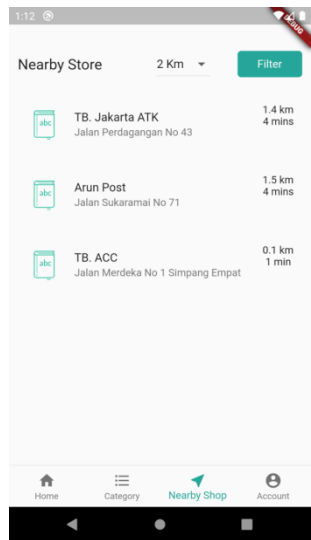 1:12
DEBUG
Nearby Store
2 Km
Filter
abc
TB. Jakarta ATK
Jalan Perdagangan No 43
1.4 km
4 mins
abc
Arun Post
Jalan Sukaramai No 71
1.5 km
4 mins
abc
TB. ACC
Jalan Merdeka No 1 Simpang Empat
0.1 km
1 min
Home
Category
Nearby Shop
Account